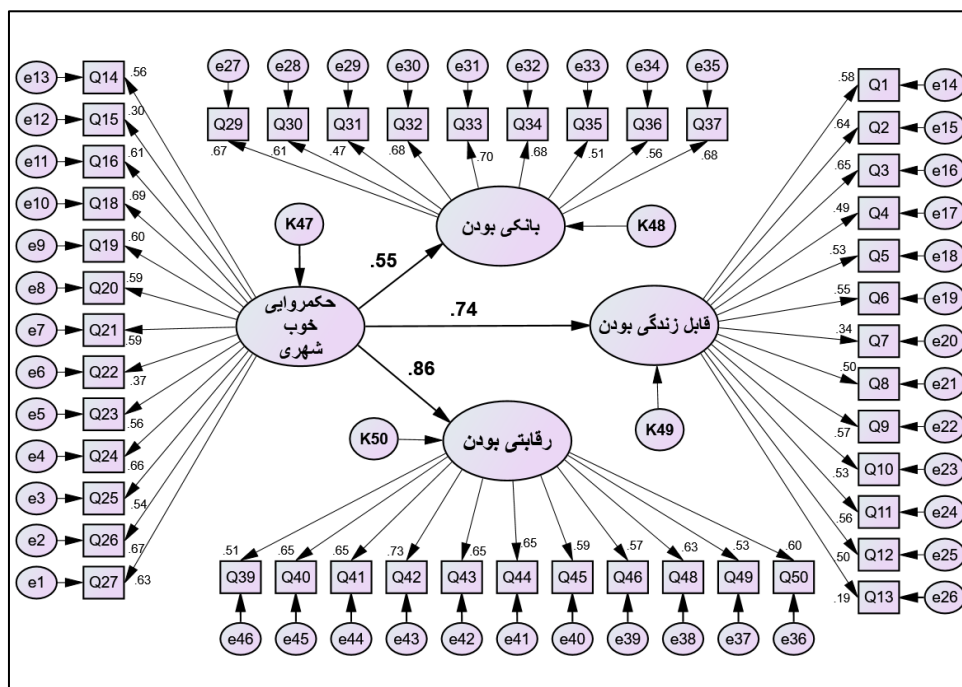 e27 e28 e29 e30 e31 e32 e33 e34 e35
Q29 Q30 Q31 Q32 Q33 Q34 Q35 Q36 Q37
.67 .61 .47 .68 .70 .68 .51 .56 .68
e13 Q14 .56
e12 Q15 .30
e11 Q16 .61
e10 Q18 .69
e9 Q19 .60
e8 Q20 .59
e7 Q21 .59
e6 Q22 .37
e5 Q23 .56
e4 Q24 .66
e3 Q25 .54
e2 Q26 .67
e1 Q27 .63
K47
حکمروایی
خوب
شهری
.55
بانکی بودن
K48
.74
قابل زندگی بودن
K49
.86
رقابتی بودن
K50
.58 Q1 e14
.64 Q2 e15
.65 Q3 e16
.49 Q4 e17
.53 Q5 e18
.55 Q6 e19
.34 Q7 e20
.50 Q8 e21
.57 Q9 e22
.53 Q10 e23
.56 Q11 e24
.50 Q12 e25
.19 Q13 e26
.51 .65 .65 .73 .65 .65 .59 .57 .63 .53 .60
Q39 Q40 Q41 Q42 Q43 Q44 Q45 Q46 Q48 Q49 Q50
e46 e45 e44 e43 e42 e41 e40 e39 e38 e37 e36